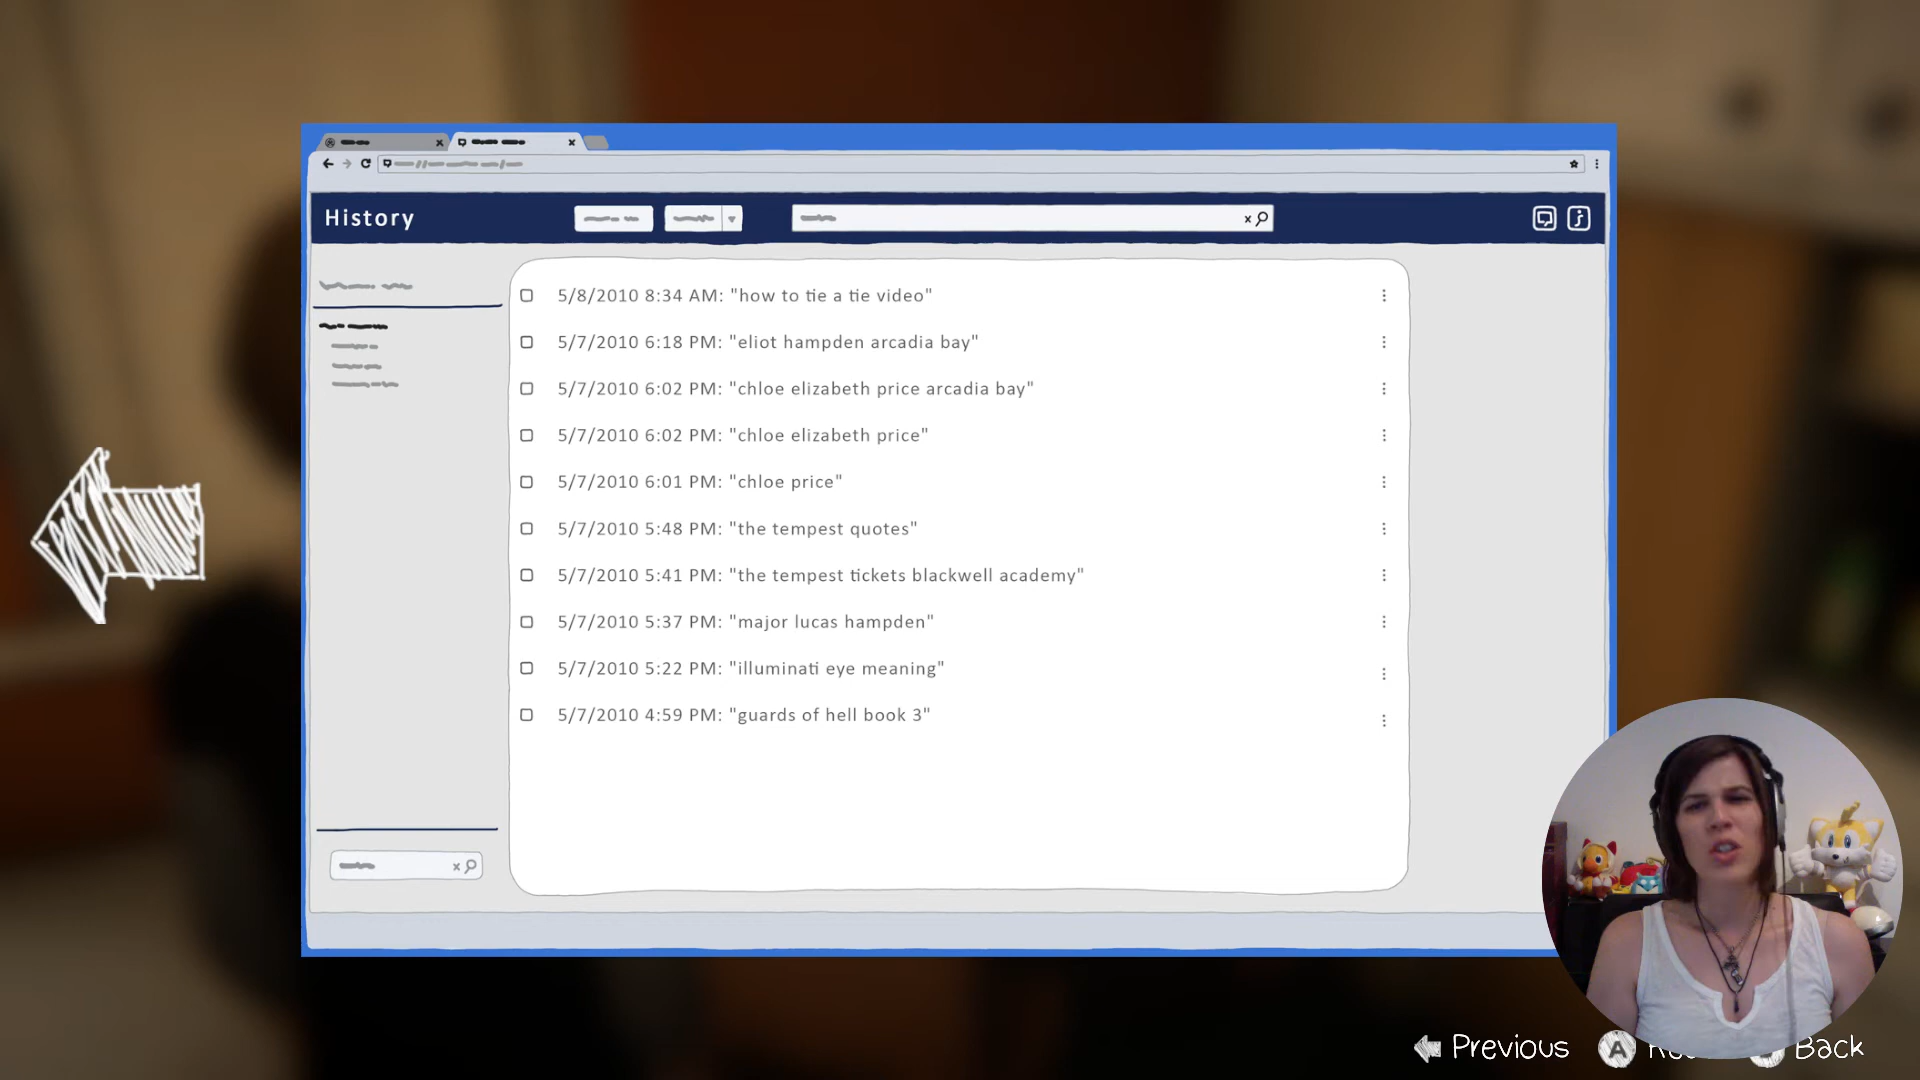 History
5/8/2010 8:34 AM: "how to tie a tie video"
5/7/2010 6:18 PM: "eliot hampden arcadia bay"
5/7/2010 6:02 PM: "chloe elizabeth price arcadia bay"
5/7/2010 6:02 PM: "chloe elizabeth price"
5/7/2010 6:01 PM: "chloe price"
5/7/2010 5:48 PM: "the tempest quotes"
5/7/2010 5:41 PM: "the tempest tickets blackwell academy"
5/7/2010 5:37 PM: "major lucas hampden"
5/7/2010 5:22 PM: "illuminati eye meaning"
5/7/2010 4:59 PM: "guards of hell book 3"
Previous A Back